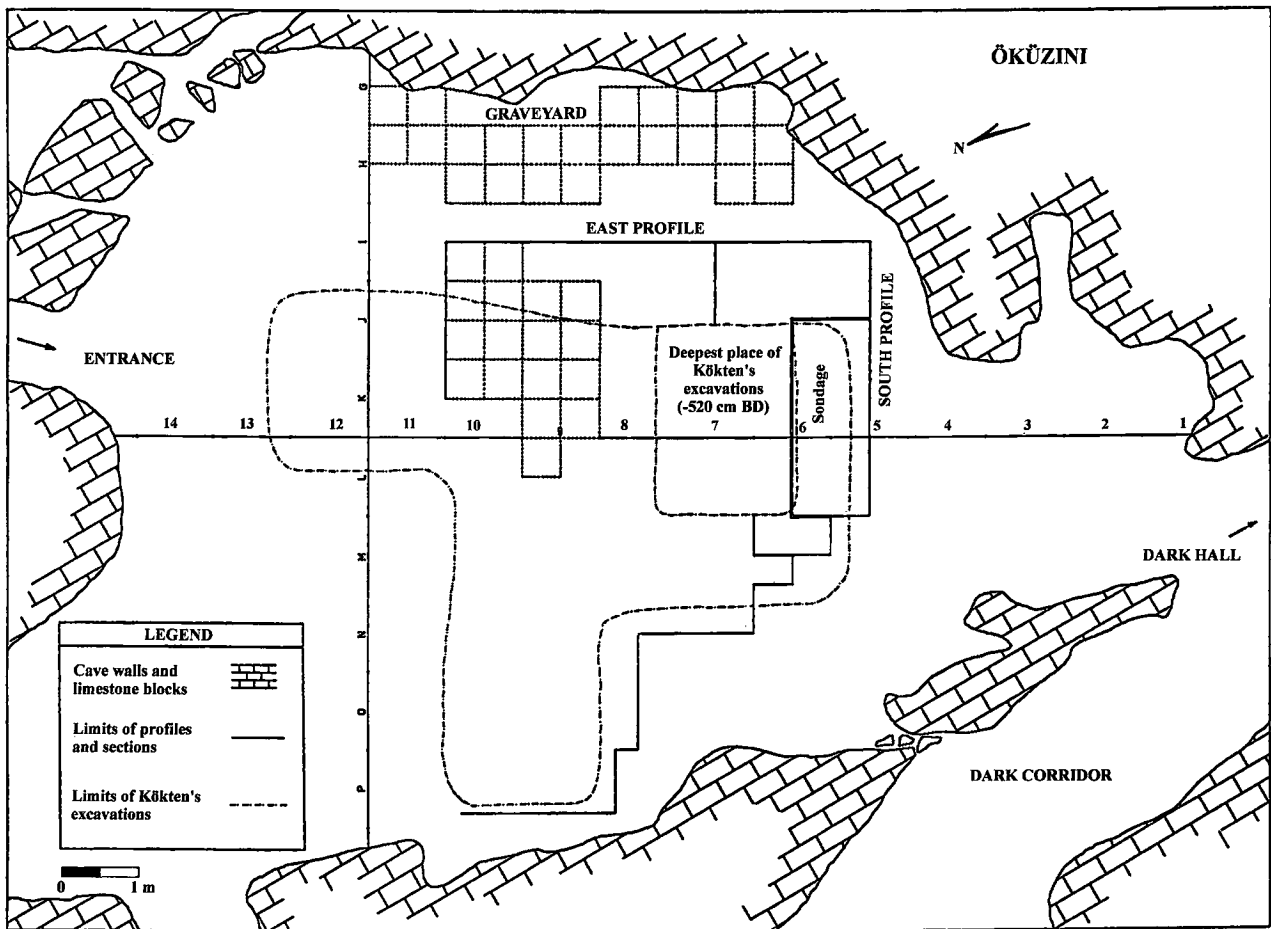 ÖKÜZINI
N
GRAVEYARD
EAST PROFILE
SOUTH PROFILE
ENTRANCE
Deepest place of
Kökten's
excavations
(-520 cm BD)
Sondage
G
H
I
J
K
L
M
N
O
P
14 13 12 11 10 9 8 7 6 5 4 3 2 1
DARK HALL
DARK CORRIDOR
LEGEND
Cave walls and
limestone blocks
Limits of profiles
and sections
Limits of Kökten's
excavations
0 1 m